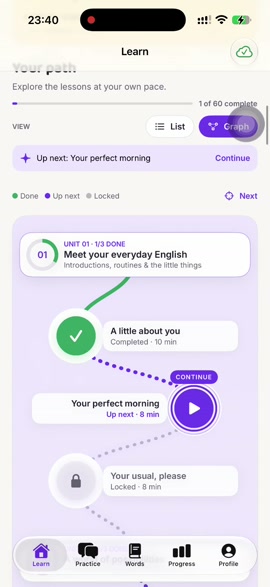 23:40
Learn
Your path
Explore the lessons at your own pace.
1 of 60 complete
VIEW
List
Graph
Up next: Your perfect morning
Continue
Done
Up next
Locked
Next
01
UNIT 01 · 1/3 DONE
Meet your everyday English
Introductions, routines & the little things
A little about you
Completed · 10 min
CONTINUE
Your perfect morning
Up next · 8 min
Your usual, please
Locked · 8 min
Learn
Practice
Words
Progress
Profile